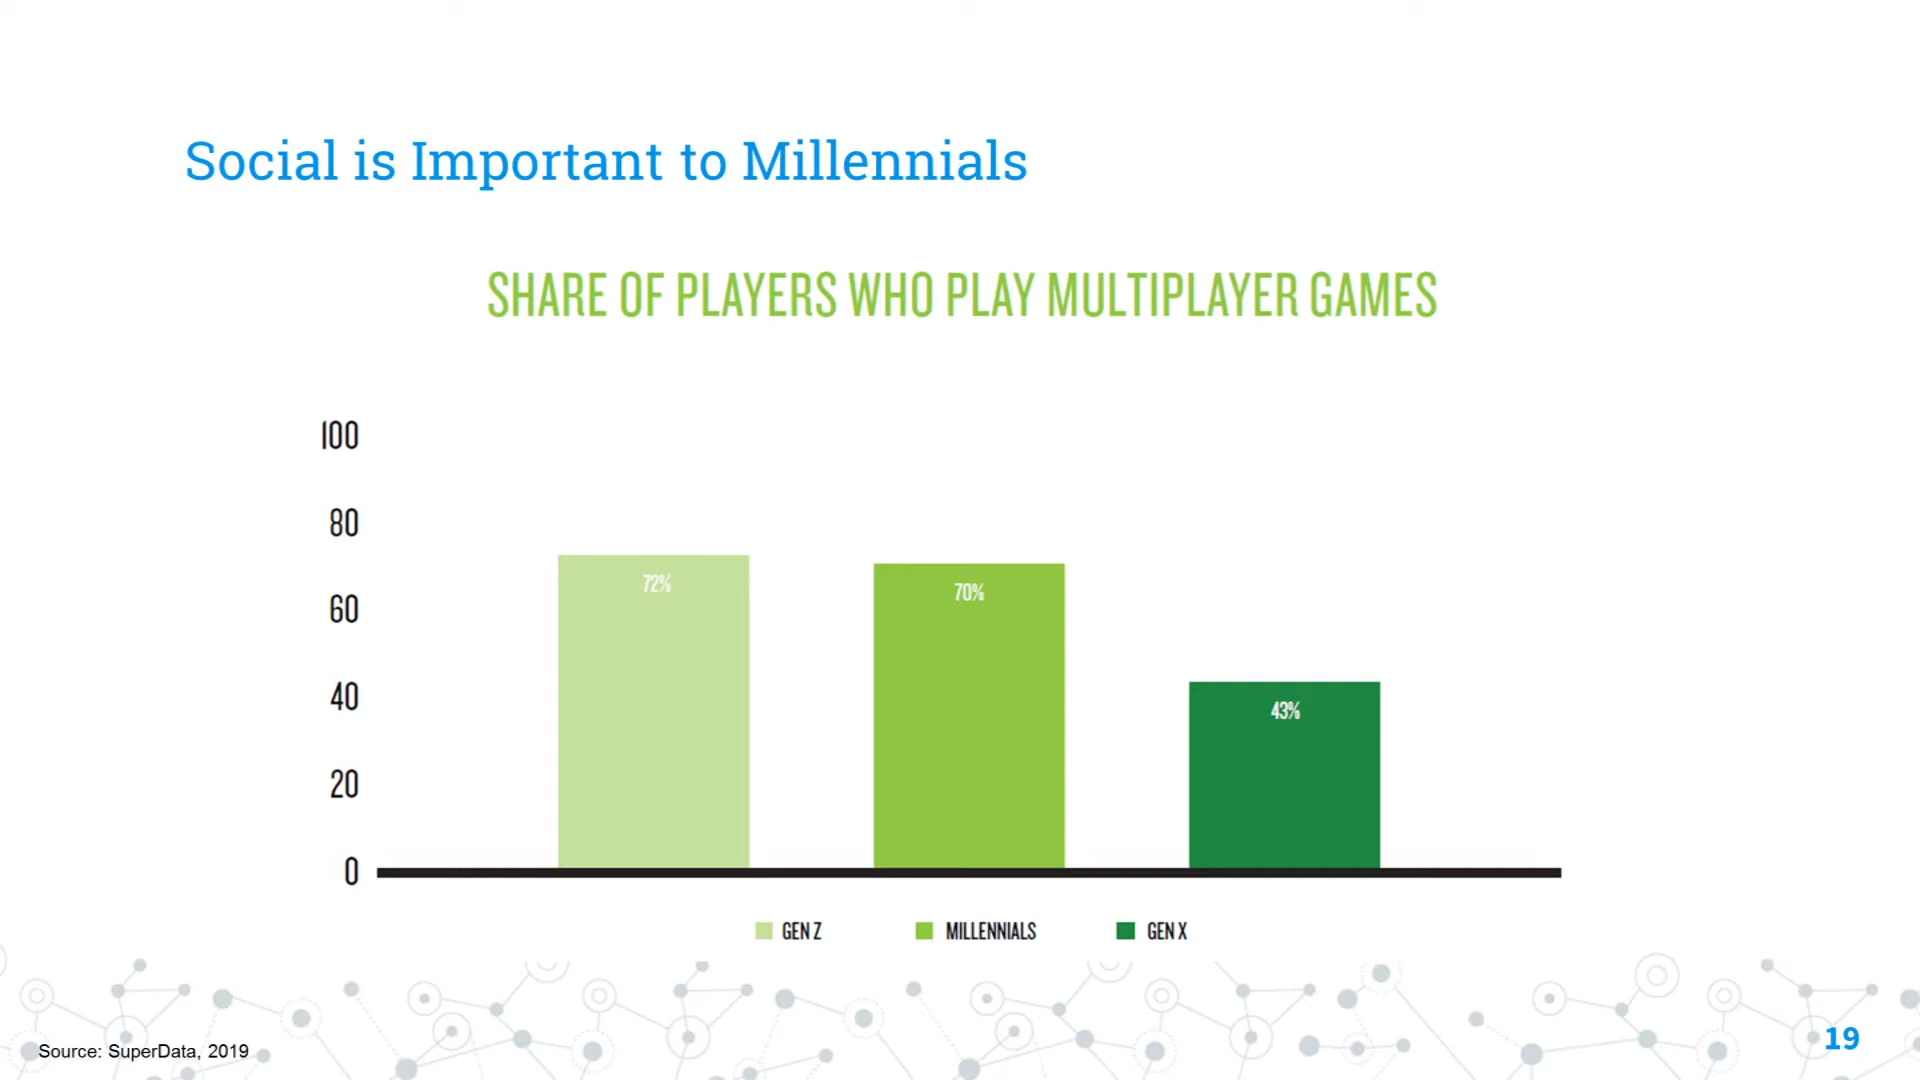 Social is Important to Millennials
SHARE OF PLAYERS WHO PLAY MULTIPLAYER GAMES
100
80
60
40
20
0
72%
70%
43%
GEN Z
MILLENNIALS
GEN X
Source: SuperData, 2019
19